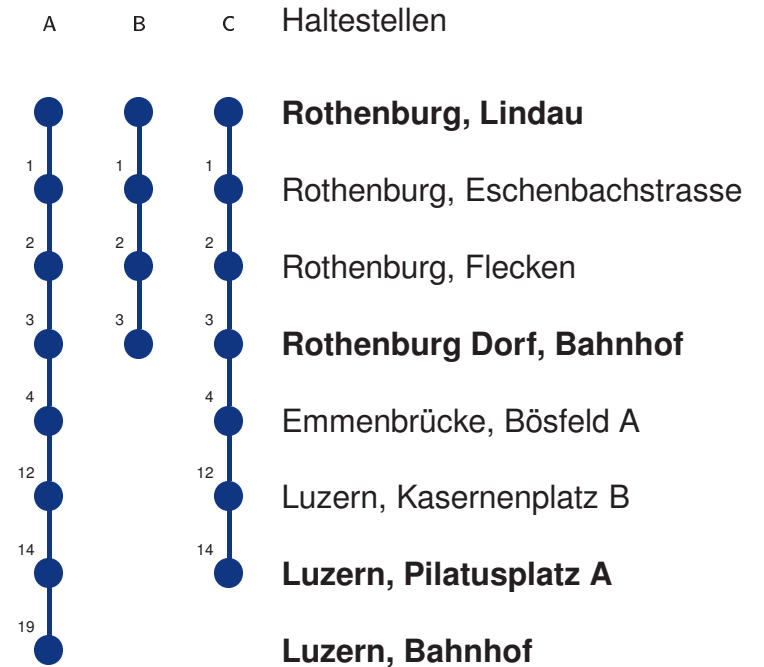 A B C Haltestellen
Rothenburg, Lindau
1 1 1 Rothenburg, Eschenbachstrasse
2 2 2 Rothenburg, Flecken
3 3 3 Rothenburg Dorf, Bahnhof
4 4 Emmenbrücke, Bösfeld A
12 12 Luzern, Kasernenplatz B
14 14 Luzern, Pilatusplatz A
19 Luzern, Bahnhof